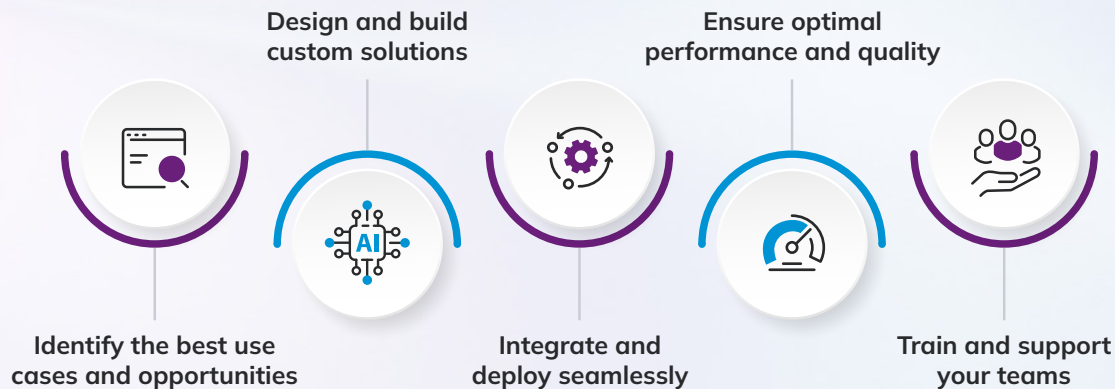 Identify the best use
cases and opportunities
Design and build
custom solutions
AI
Integrate and
deploy seamlessly
Ensure optimal
performance and quality
Train and support
your teams